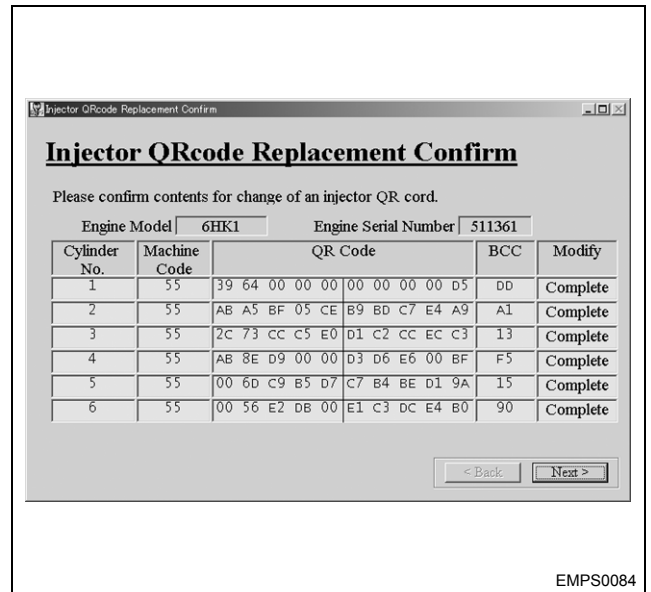 Injector QRcode Replacement Confirm
Injector QRcode Replacement Confirm
Please confirm contents for change of an injector QR cord.
Engine Model 6HK1 Engine Serial Number 511361
Cylinder No. Machine Code QR Code BCC Modify
1 55 39 64 00 00 00 00 00 00 00 D5 DD Complete
2 55 AB A5 BF 05 CE B9 BD C7 E4 A9 A1 Complete
3 55 2C 73 CC C5 E0 D1 C2 CC EC C3 13 Complete
4 55 AB 8E D9 00 00 D3 D6 E6 00 BF F5 Complete
5 55 00 6D C9 B5 D7 C7 B4 BE D1 9A 15 Complete
6 55 00 56 E2 DB 00 E1 C3 DC E4 B0 90 Complete
< Back Next >
EMPS0084